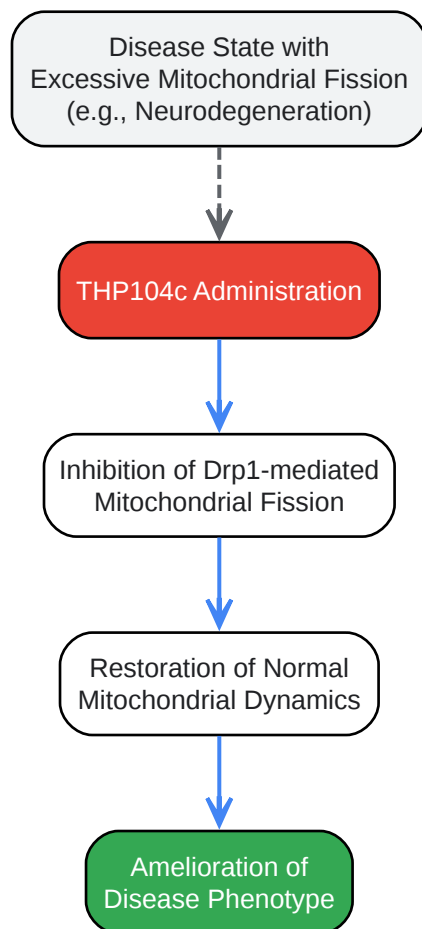 Disease State with
Excessive Mitochondrial Fission
(e.g., Neurodegeneration)
THP104c Administration
Inhibition of Drp1-mediated
Mitochondrial Fission
Restoration of Normal
Mitochondrial Dynamics
Amelioration of
Disease Phenotype